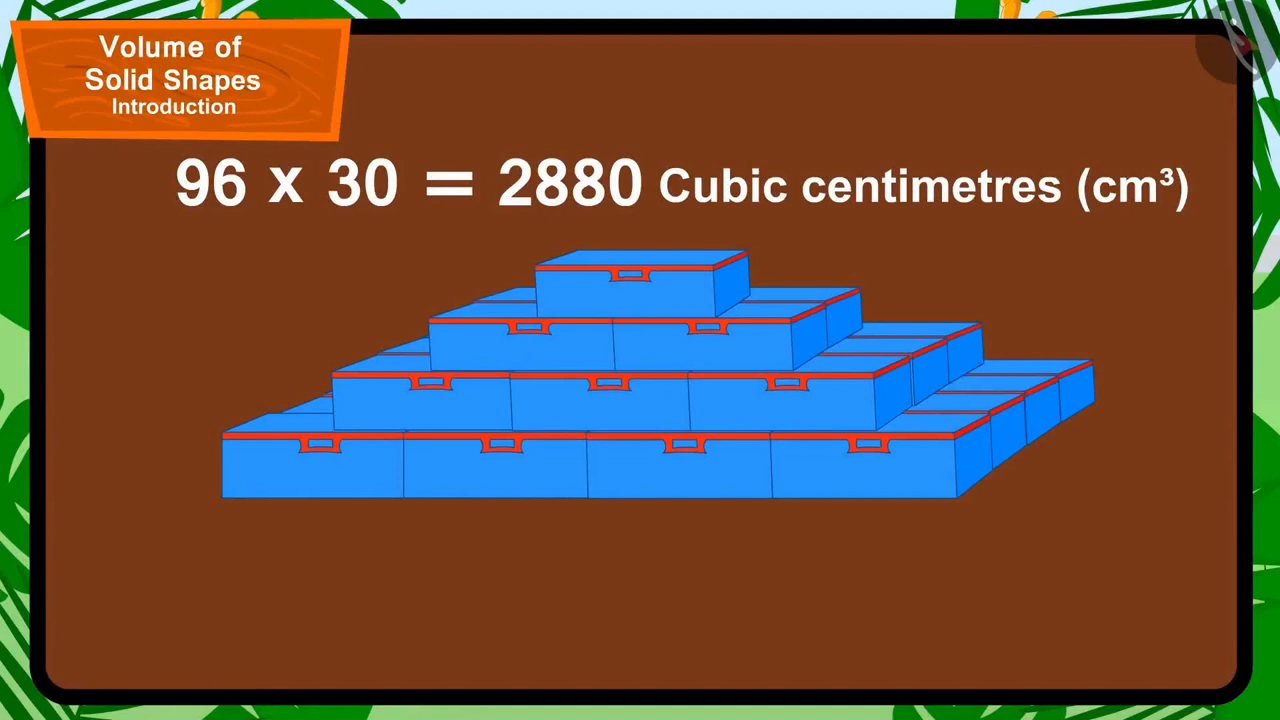 Volume of
Solid Shapes
Introduction
96 x 30 = 2880 Cubic centimetres (cm³)